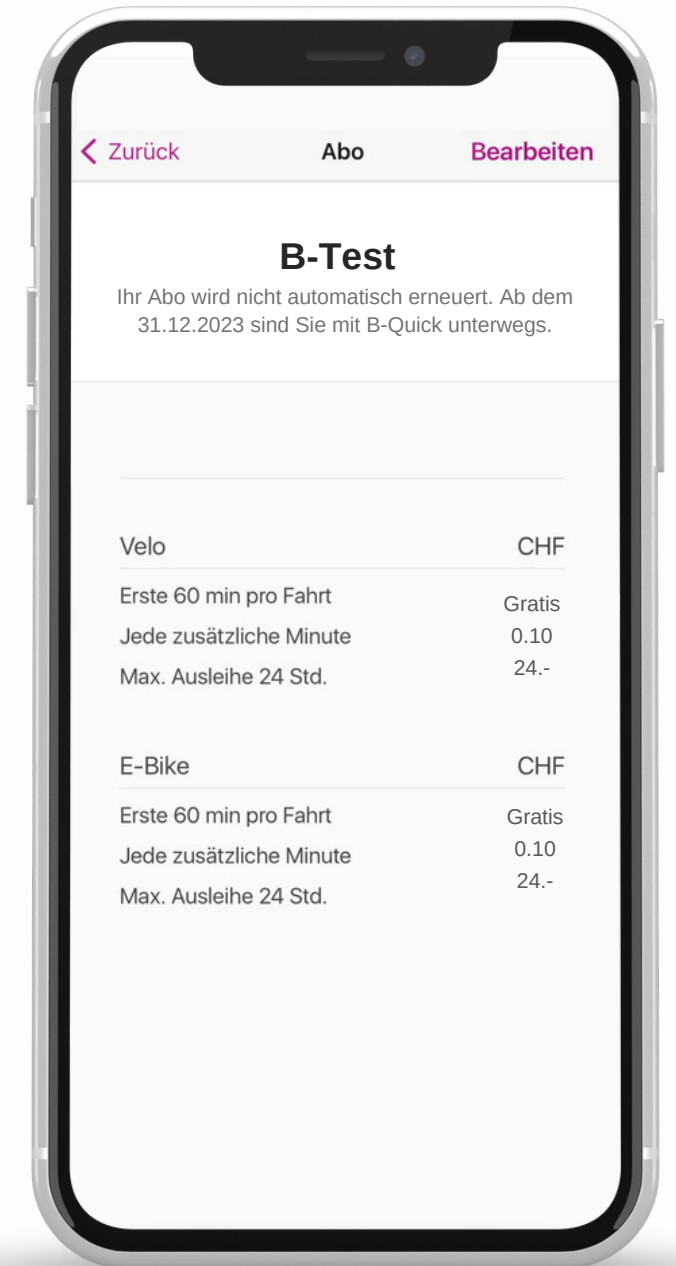 Zurück Abo Bearbeiten
B-Test
Ihr Abo wird nicht automatisch erneuert. Ab dem
31.12.2023 sind Sie mit B-Quick unterwegs.
Velo CHF
Erste 60 min pro Fahrt Gratis
Jede zusätzliche Minute 0.10
Max. Ausleihe 24 Std. 24.-
E-Bike CHF
Erste 60 min pro Fahrt Gratis
Jede zusätzliche Minute 0.10
Max. Ausleihe 24 Std. 24.-